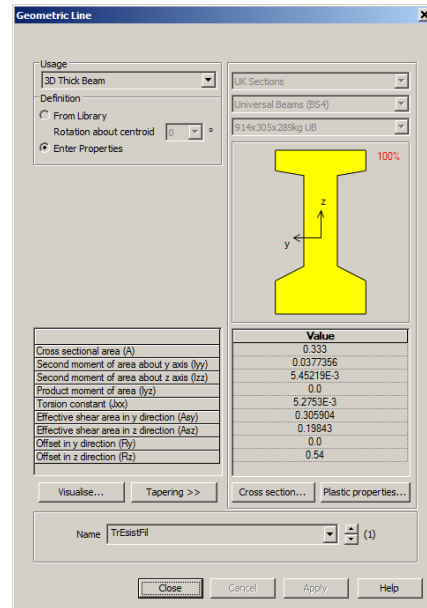 Geometric Line
Usage
3D Thick Beam
Definition
From Library
Rotation about centroid 0 °
Enter Properties
UK Sections
Universal Beams (BS4)
914x305x289kg UB
100%
z
y
Value
Cross sectional area (A) 0.333
Second moment of area about y axis (Iyy) 0.0377356
Second moment of area about z axis (Izz) 5.45219E-3
Product moment of area (Iyz) 0.0
Torsion constant (Jxx) 5.2753E-3
Effective shear area in y direction (Asy) 0.305904
Effective shear area in z direction (Asz) 0.19843
Offset in y direction (Ry) 0.0
Offset in z direction (Rz) 0.54
Visualise... Tapering >> Cross section... Plastic properties...
Name TrEsistFil (1)
Close Cancel Apply Help